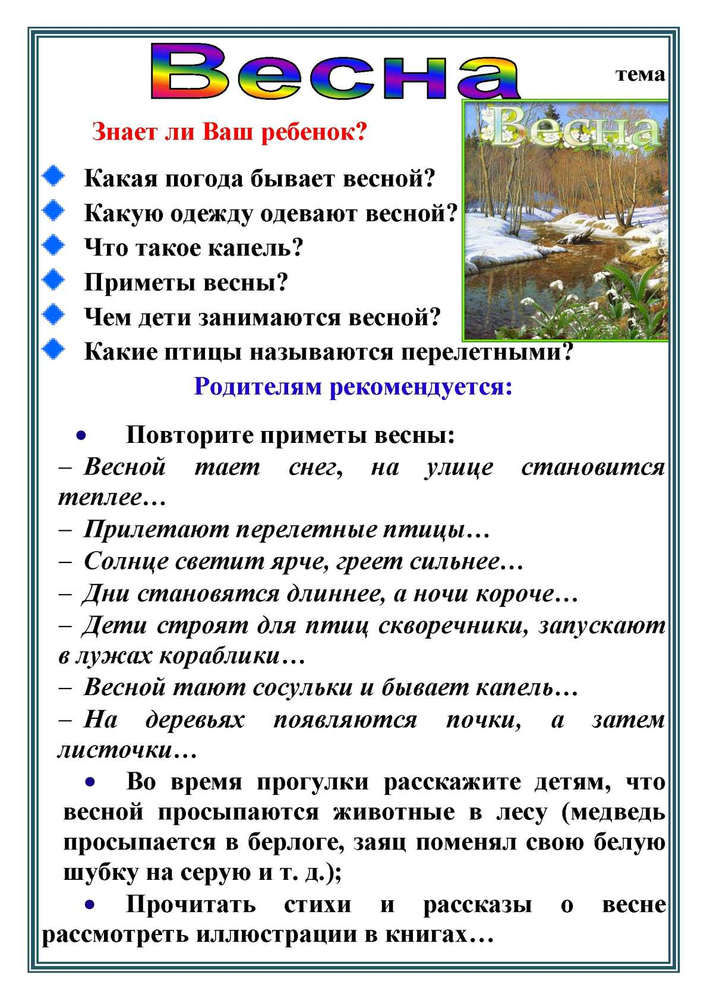 Весна
тема
Весна
Знает ли Ваш ребенок?
Какая погода бывает весной?
Какую одежду одевают весной?
Что такое капель?
Приметы весны?
Чем дети занимаются весной?
Какие птицы называются перелетными?
Родителям рекомендуется:
• Повторите приметы весны:
– Весной тает снег, на улице становится
теплее…
– Прилетают перелетные птицы…
– Солнце светит ярче, греет сильнее…
– Дни становятся длиннее, а ночи короче…
– Дети строят для птиц скворечники, запускают
в лужах кораблики…
– Весной тают сосульки и бывает капель…
– На деревьях появляются почки, а затем
листочки…
• Во время прогулки расскажите детям, что
весной просыпаются животные в лесу (медведь
просыпается в берлоге, заяц поменял свою белую
шубку на серую и т. д.);
• Прочитать стихи и рассказы о весне
рассмотреть иллюстрации в книгах…